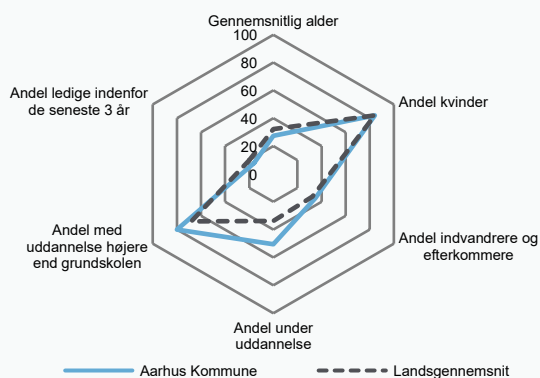 Gennemsnitlig alder
100
80
60
40
20
0
Andel kvinder
Andel indvandrere og
efterkommere
Andel under
uddannelse
Andel med
uddannelse højere
end grundskolen
Andel ledige indenfor
de seneste 3 år
Aarhus Kommune
Landsgennemsnit